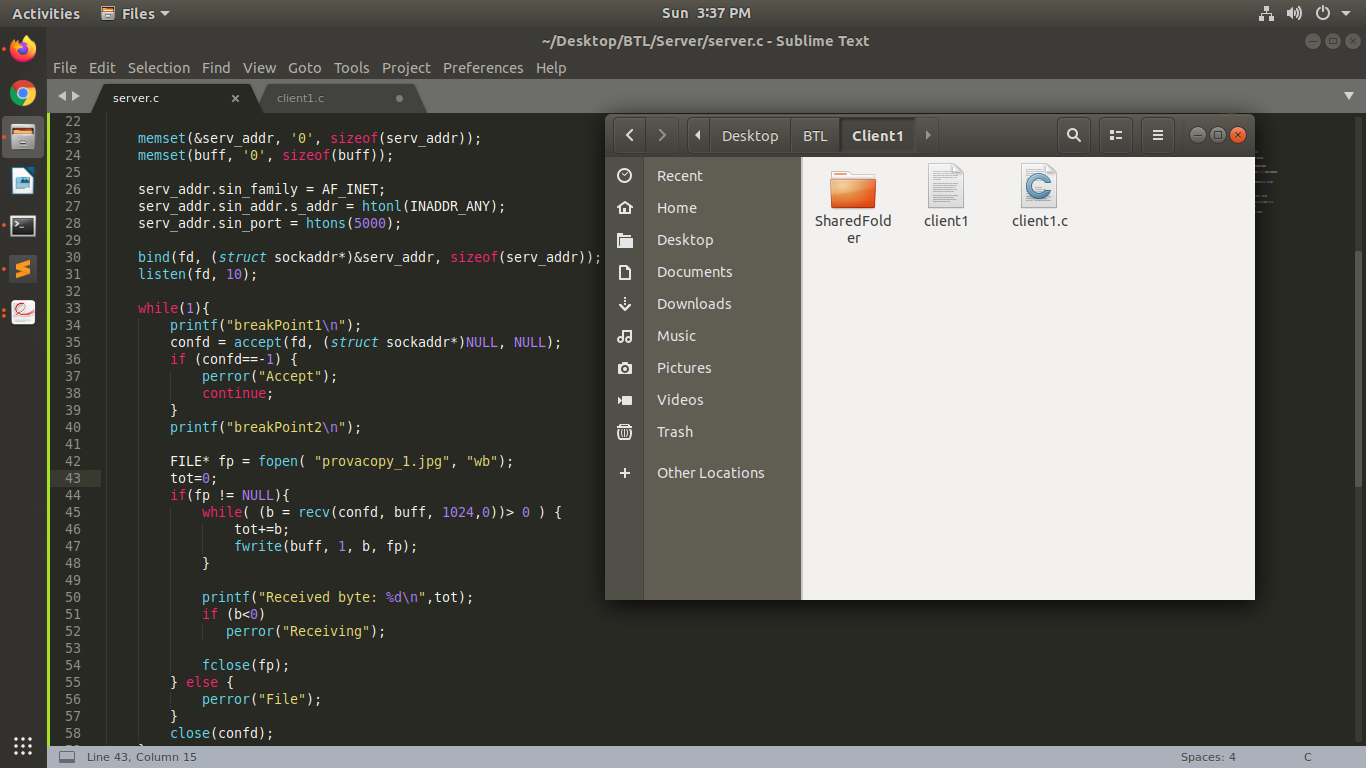 Activities
Files
Sun 3:37 PM
~/Desktop/BTL/Server/server.c - Sublime Text
File Edit Selection Find View Goto Tools Project Preferences Help
server.c
client1.c
22
23 memset(&serv_addr, '0', sizeof(serv_addr));
24 memset(buff, '0', sizeof(buff));
25
26 serv_addr.sin_family = AF_INET;
27 serv_addr.sin_addr.s_addr = htonl(INADDR_ANY);
28 serv_addr.sin_port = htons(5000);
29
30 bind(fd, (struct sockaddr*)&serv_addr, sizeof(serv_addr));
31 listen(fd, 10);
32
33 while(1){
34 printf("breakPoint1\n");
35 confd = accept(fd, (struct sockaddr*)NULL, NULL);
36 if (confd==-1) {
37 perror("Accept");
38 continue;
39 }
40 printf("breakPoint2\n");
41
42 FILE* fp = fopen( "provacopy_1.jpg", "wb");
43 tot=0;
44 if(fp != NULL){
45 while( (b = recv(confd, buff, 1024,0))> 0 ) {
46 tot+=b;
47 fwrite(buff, 1, b, fp);
48 }
49
50 printf("Received byte: %d\n",tot);
51 if (b<0)
52 perror("Receiving");
53
54 fclose(fp);
55 } else {
56 perror("File");
57 }
58 close(confd);
Desktop BTL Client1
Recent
Home
Desktop
Documents
Downloads
Music
Pictures
Videos
Trash
Other Locations
SharedFold
er
client1
client1.c
Line 43, Column 15
Spaces: 4
C